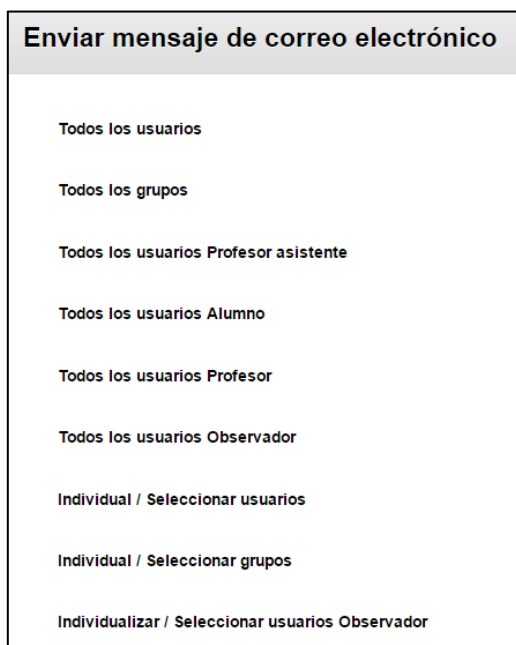 Enviar mensaje de correo electrónico
Todos los usuarios
Todos los grupos
Todos los usuarios Profesor asistente
Todos los usuarios Alumno
Todos los usuarios Profesor
Todos los usuarios Observador
Individual / Seleccionar usuarios
Individual / Seleccionar grupos
Individualizar / Seleccionar usuarios Observador